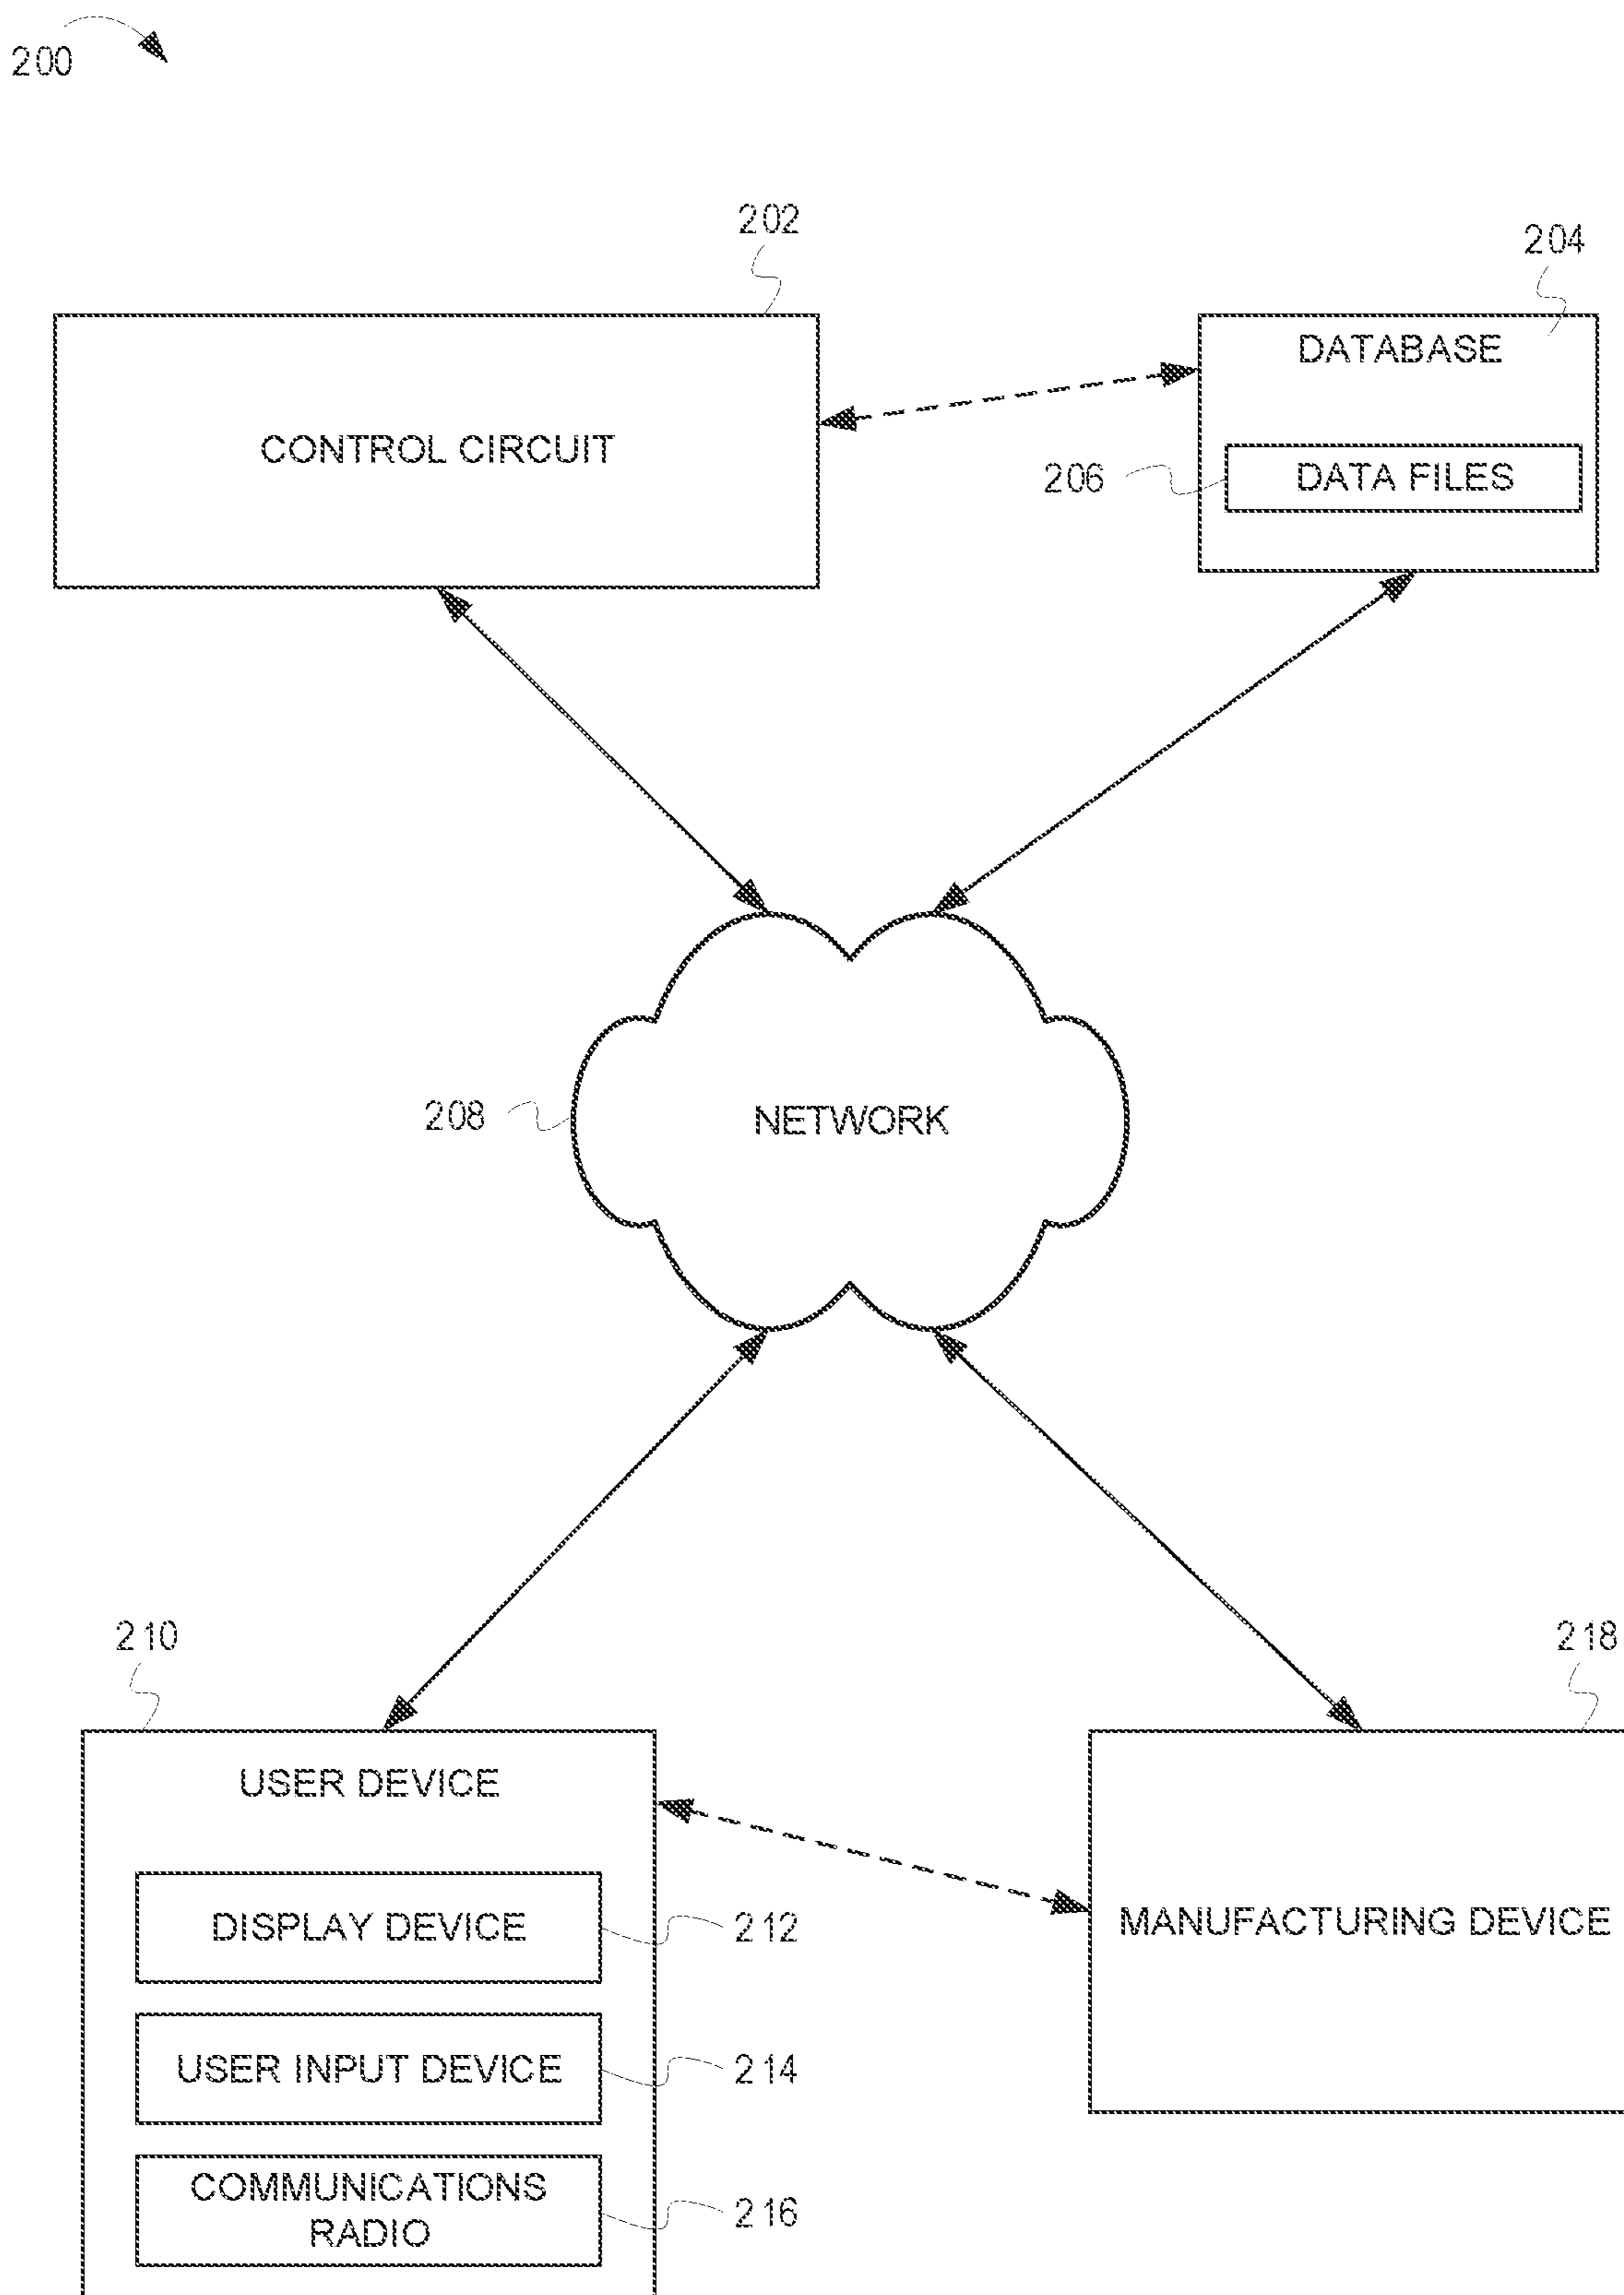 200
202
204
CONTROL CIRCUIT
DATABASE
206
DATA FILES
208
NETWORK
210
218
USER DEVICE
MANUFACTURING DEVICE
DISPLAY DEVICE
212
USER INPUT DEVICE
214
COMMUNICATIONS
RADIO
216